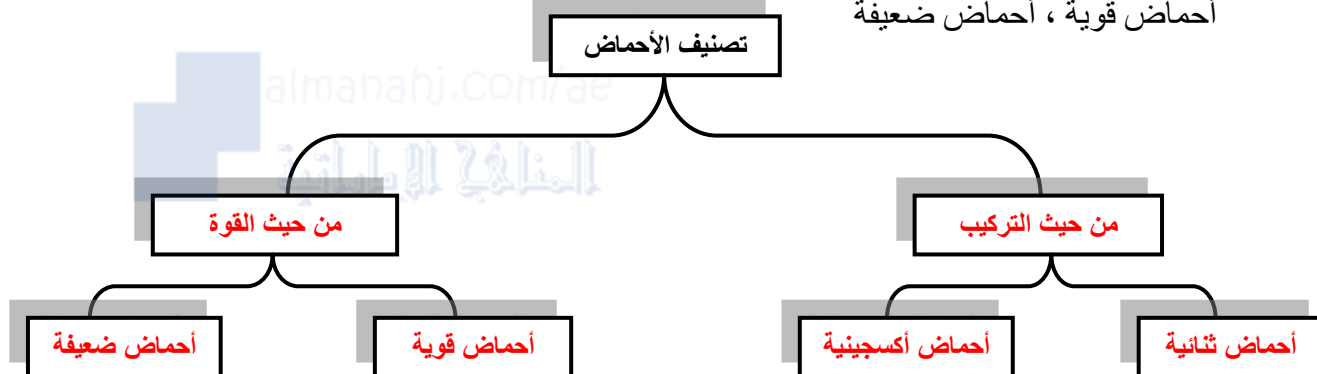 أحماض قوية ، أحماض ضعيفة
تصنيف الأحماض
almanahj.com/ae
المناهج الإماراتية
من حيث التركيب
من حيث القوة
أحماض ثنائية
أحماض أكسجينية
أحماض قوية
أحماض ضعيفة